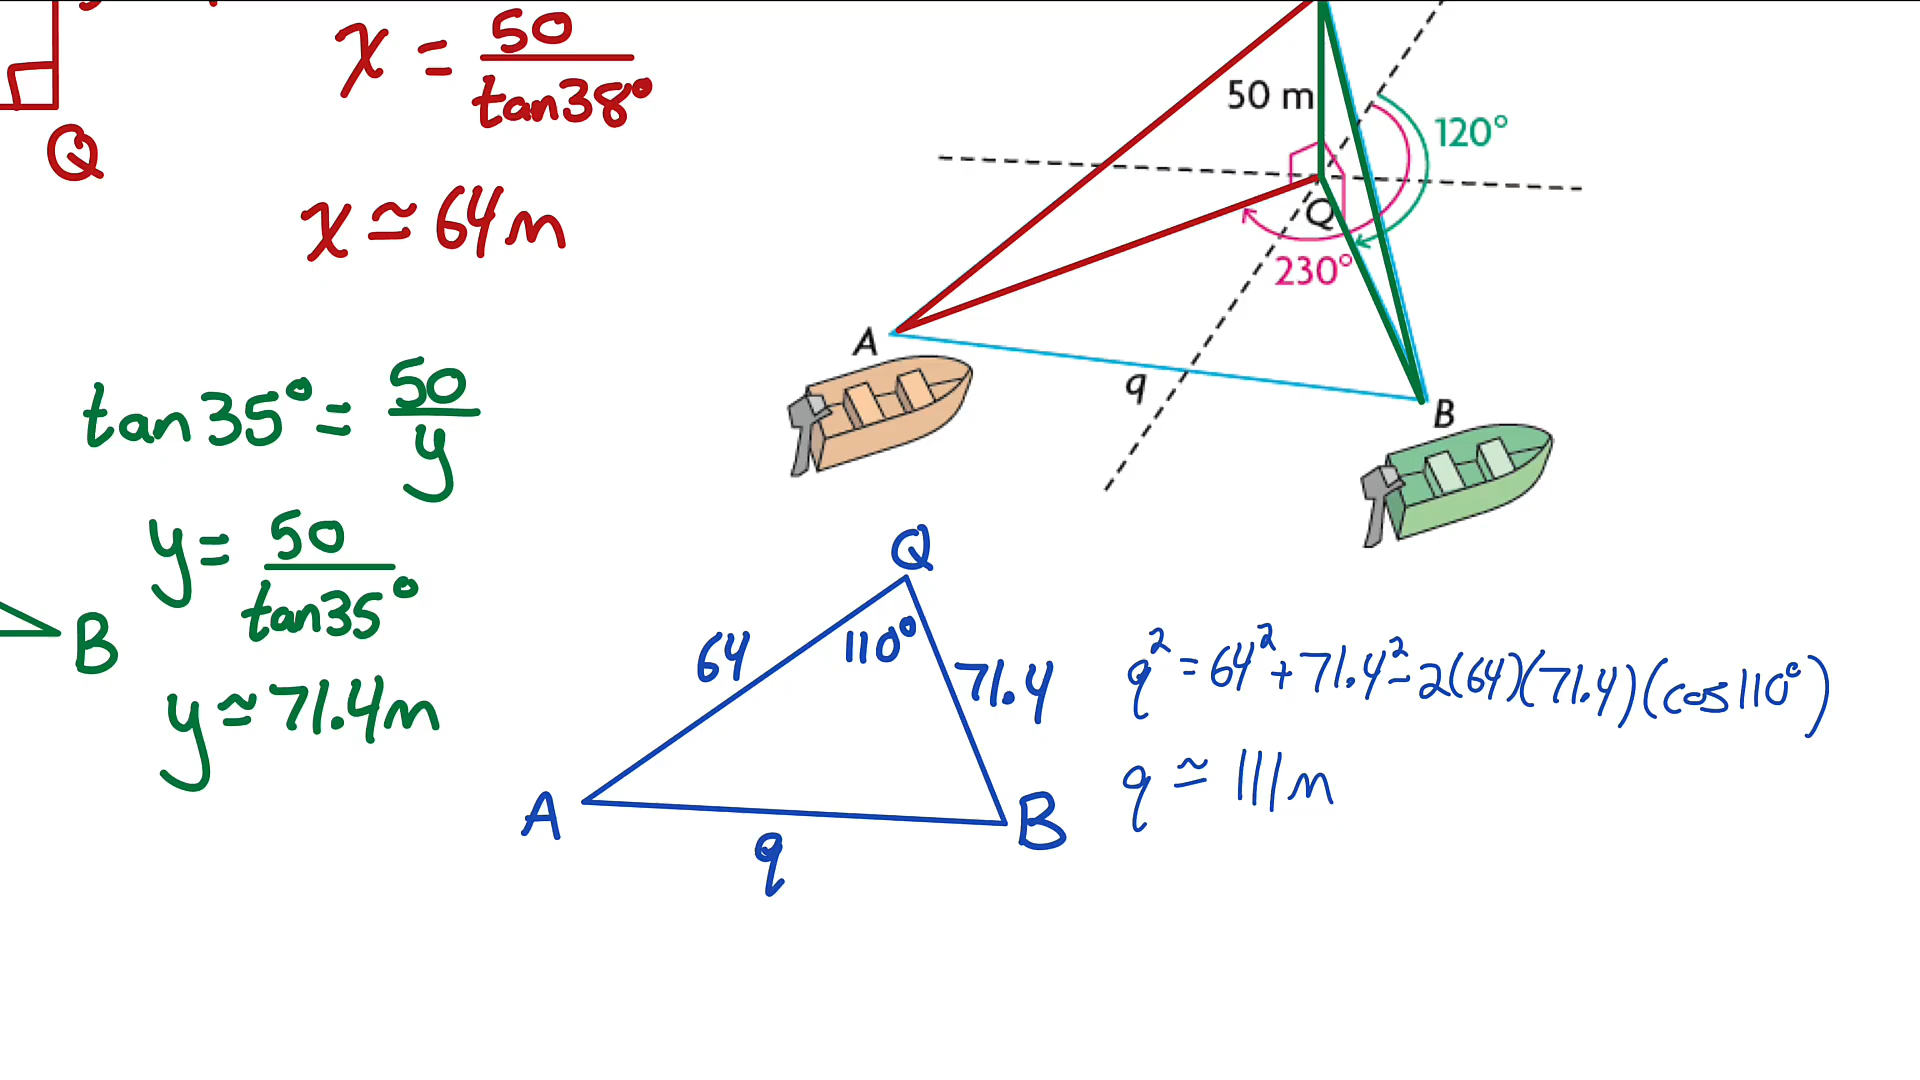 x = 50/tan38°
Q
x ≃ 64m
tan35° = 50/y
y = 50/tan35°
B
y ≃ 71.4m
50 m
120°
Q
230°
A
q
B
Q
64
110°
71.4
A
B
q
q² = 64² + 71.4² - 2(64)(71.4)(cos110°)
q ≃ 111m